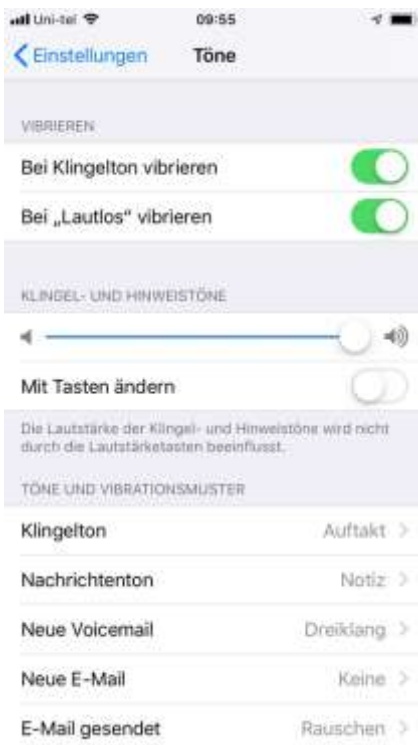 Uni-tel 09:55
Einstellungen Töne
VIBRIEREN
Bei Klingelton vibrieren
Bei „Lautlos“ vibrieren
KLINGEL- UND HINWEISTÖNE
Mit Tasten ändern
Die Lautstärke der Klingel- und Hinweistöne wird nicht
durch die Lautstärketasten beeinflusst.
TÖNE UND VIBRATIONSMUSTER
Klingelton Auftakt
Nachrichtenton Notiz
Neue Voicemail Dreiklang
Neue E-Mail Keine
E-Mail gesendet Rauschen